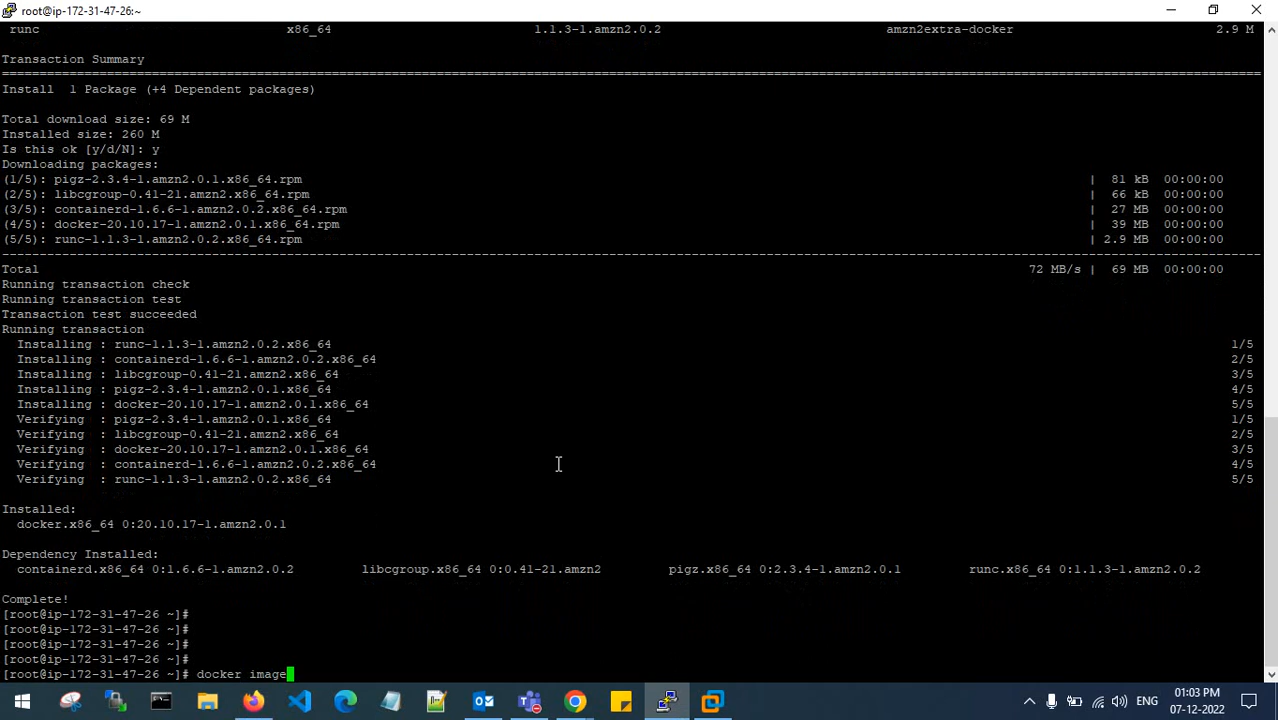 root@ip-172-31-47-26:~
runc x86_64 1.1.3-1.amzn2.0.2 amzn2extra-docker 2.9 M
Transaction Summary
Install 1 Package (+4 Dependent packages)
Total download size: 69 M
Installed size: 260 M
Is this ok [y/d/N]: y
Downloading packages:
(1/5): pigz-2.3.4-1.amzn2.0.1.x86_64.rpm | 81 kB 00:00:00
(2/5): libcgroup-0.41-21.amzn2.x86_64.rpm | 66 kB 00:00:00
(3/5): containerd-1.6.6-1.amzn2.0.2.x86_64.rpm | 27 MB 00:00:00
(4/5): docker-20.10.17-1.amzn2.0.1.x86_64.rpm | 39 MB 00:00:00
(5/5): runc-1.1.3-1.amzn2.0.2.x86_64.rpm | 2.9 MB 00:00:00
Total 72 MB/s | 69 MB 00:00:00
Running transaction check
Running transaction test
Transaction test succeeded
Running transaction
Installing : runc-1.1.3-1.amzn2.0.2.x86_64 1/5
Installing : containerd-1.6.6-1.amzn2.0.2.x86_64 2/5
Installing : libcgroup-0.41-21.amzn2.x86_64 3/5
Installing : pigz-2.3.4-1.amzn2.0.1.x86_64 4/5
Installing : docker-20.10.17-1.amzn2.0.1.x86_64 5/5
Verifying : pigz-2.3.4-1.amzn2.0.1.x86_64 1/5
Verifying : libcgroup-0.41-21.amzn2.x86_64 2/5
Verifying : docker-20.10.17-1.amzn2.0.1.x86_64 3/5
Verifying : containerd-1.6.6-1.amzn2.0.2.x86_64 4/5
Verifying : runc-1.1.3-1.amzn2.0.2.x86_64 5/5
Installed:
docker.x86_64 0:20.10.17-1.amzn2.0.1
Dependency Installed:
containerd.x86_64 0:1.6.6-1.amzn2.0.2 libcgroup.x86_64 0:0.41-21.amzn2 pigz.x86_64 0:2.3.4-1.amzn2.0.1 runc.x86_64 0:1.1.3-1.amzn2.0.2
Complete!
[root@ip-172-31-47-26 ~]#
[root@ip-172-31-47-26 ~]#
[root@ip-172-31-47-26 ~]#
[root@ip-172-31-47-26 ~]#
[root@ip-172-31-47-26 ~]# docker image
ENG
01:03 PM
07-12-2022